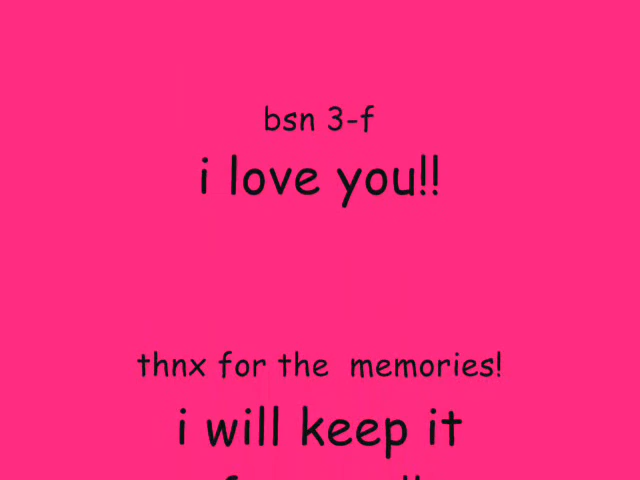 bsn 3-f
i love you!!
thnx for the memories!
i will keep it